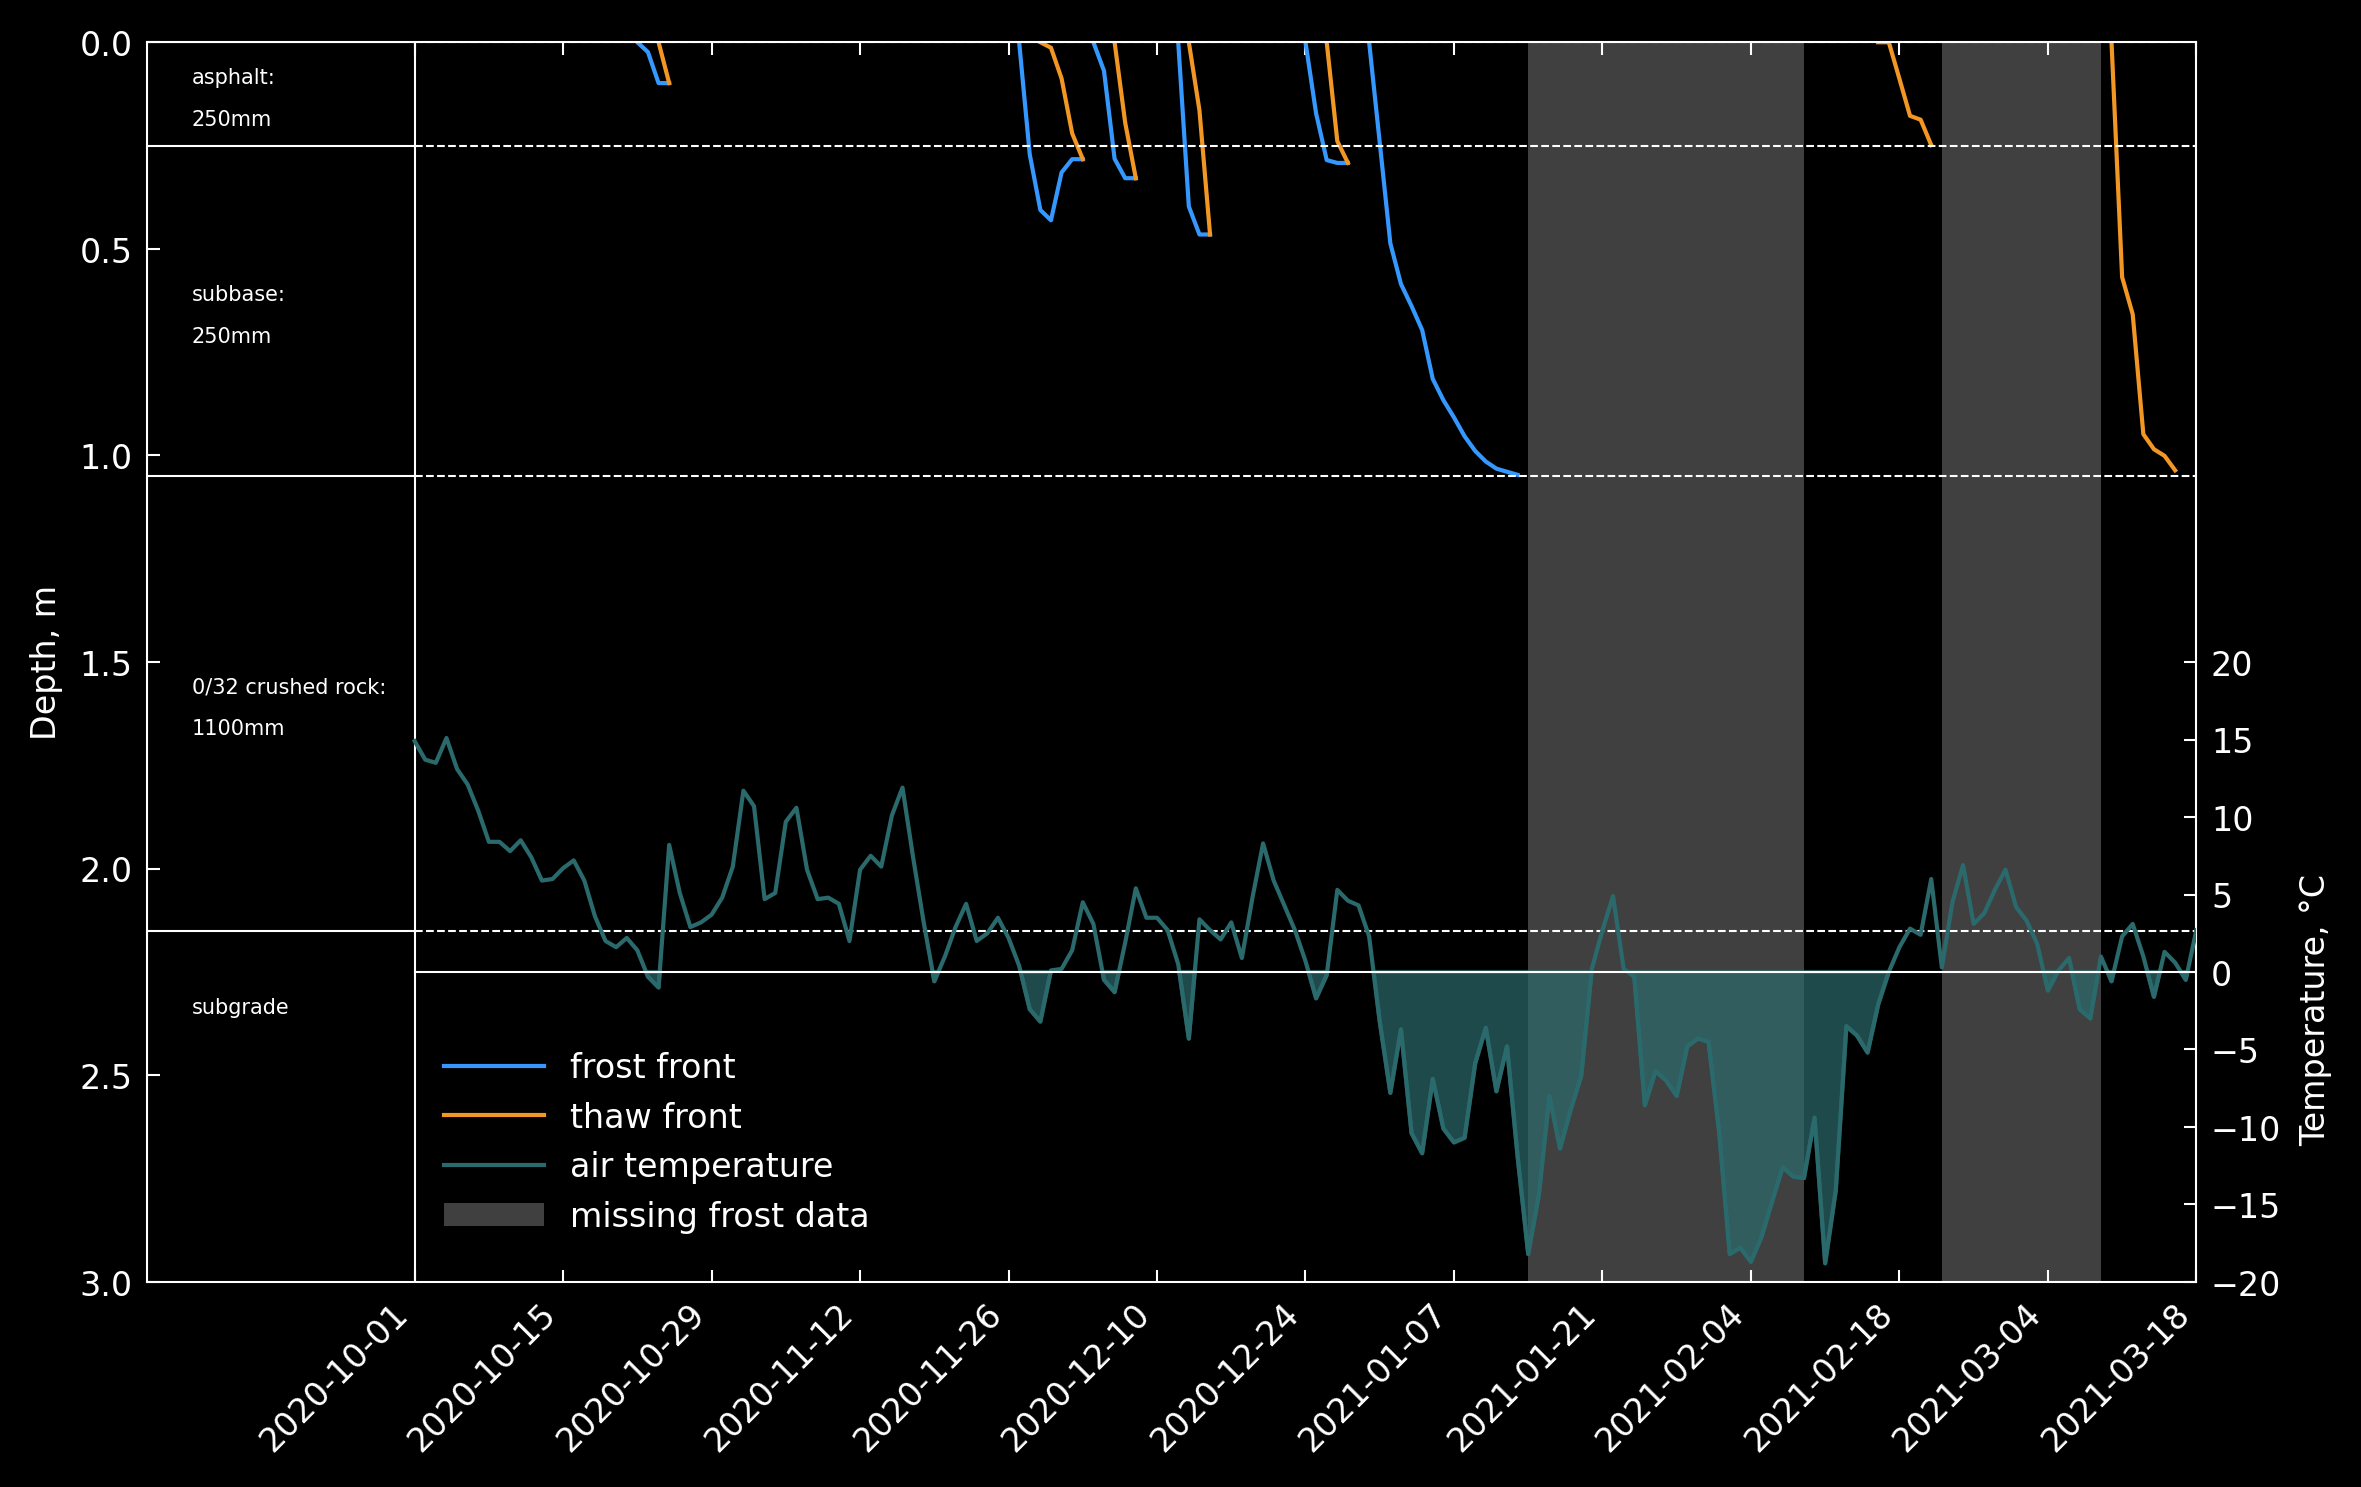 0.0
0.5
1.0
1.5
2.0
2.5
3.0
Depth, m
asphalt:
250mm
subbase:
250mm
0/32 crushed rock:
1100mm
subgrade
frost front
thaw front
air temperature
missing frost data
20
15
10
5
0
−5
−10
−15
−20
Temperature, °C
2020-10-01
2020-10-15
2020-10-29
2020-11-12
2020-11-26
2020-12-10
2020-12-24
2021-01-07
2021-01-21
2021-02-04
2021-02-18
2021-03-04
2021-03-18